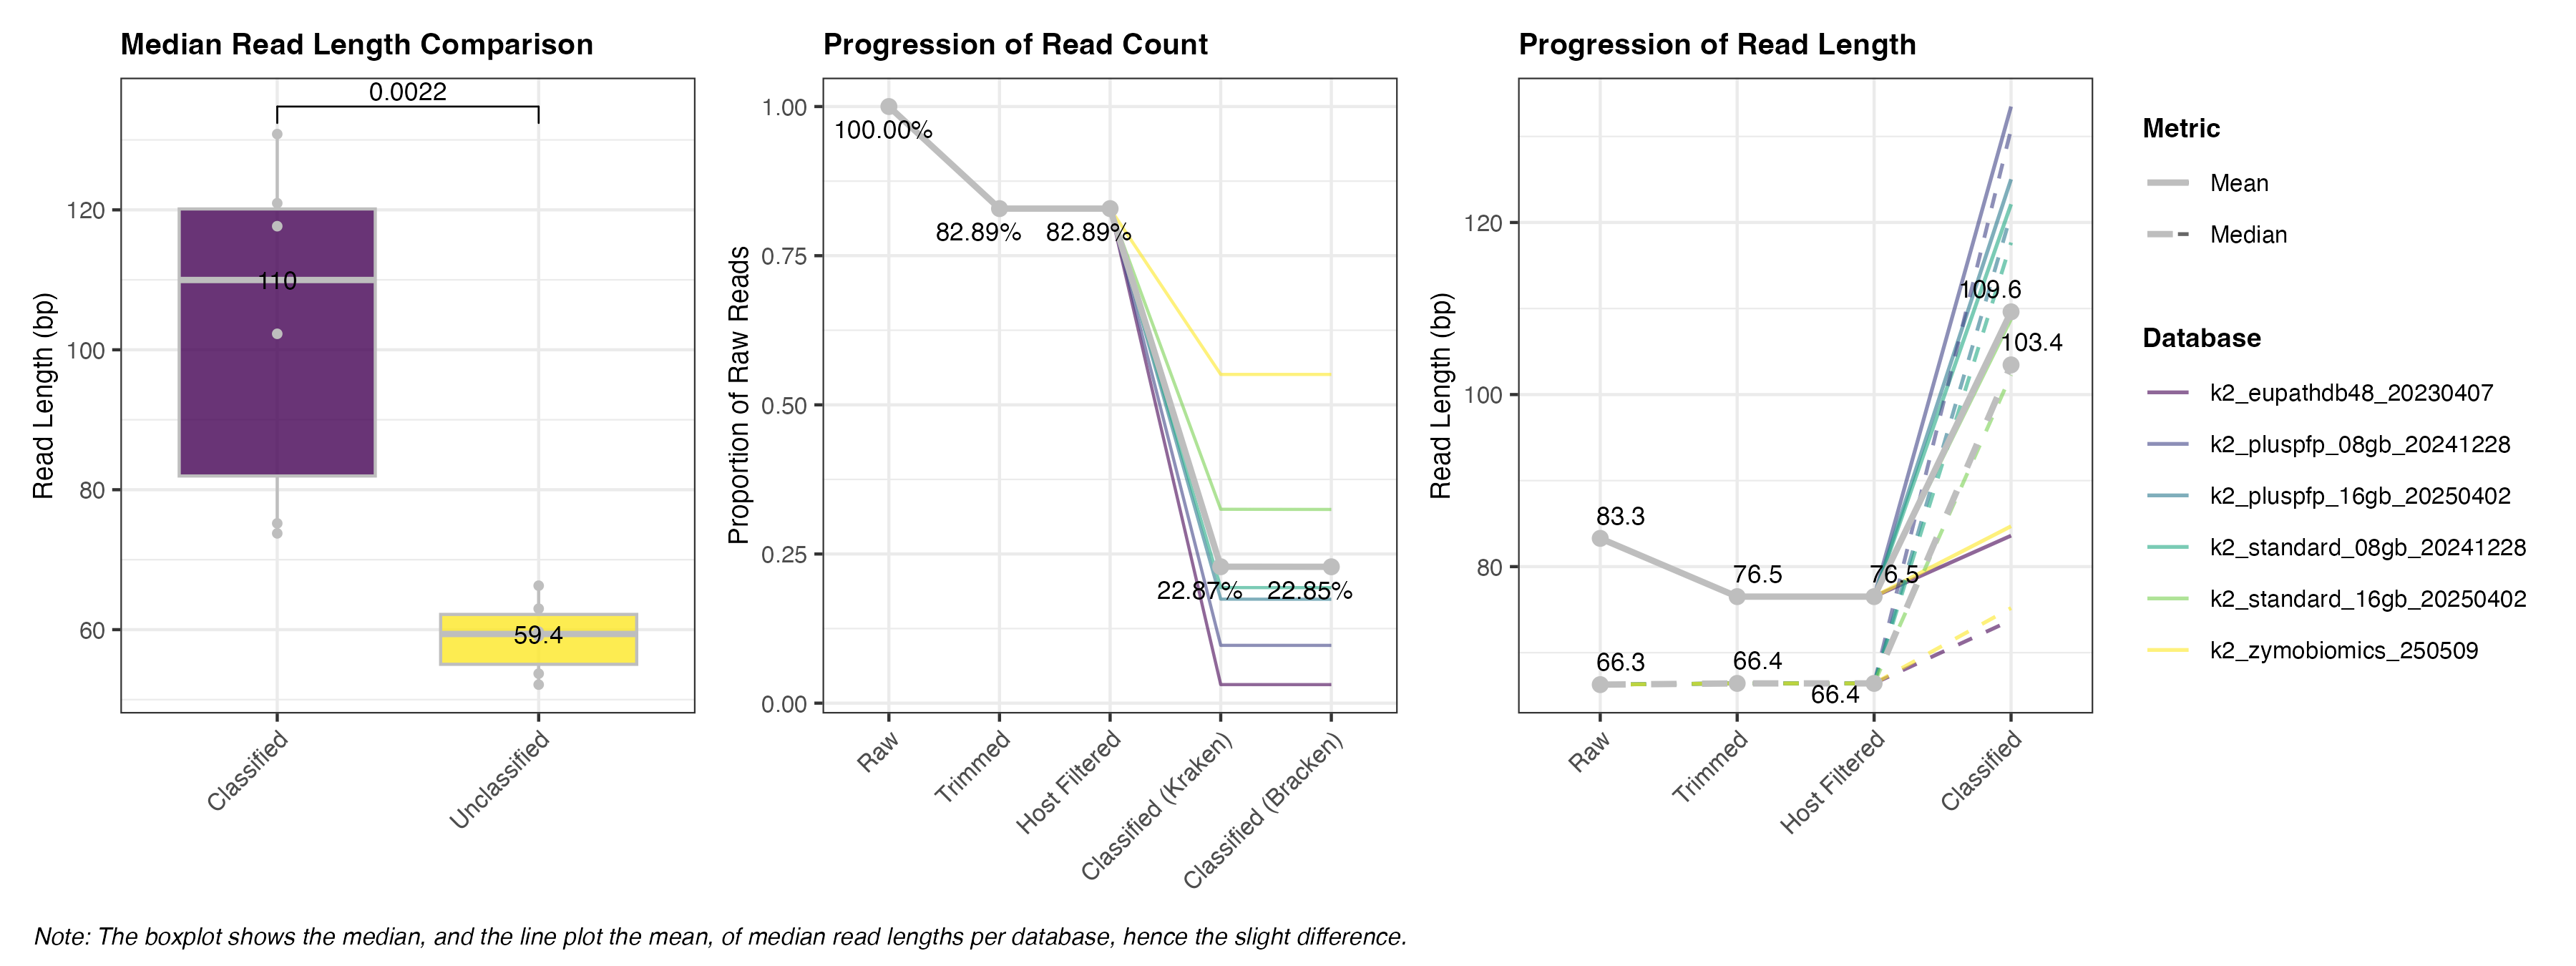 Median Read Length Comparison
Read Length (bp)
120
100
80
60
0.0022
110
59.4
Classified
Unclassified
Progression of Read Count
Proportion of Raw Reads
1.00
0.75
0.50
0.25
0.00
100.00%
82.89%
82.89%
22.87%
22.85%
Raw
Trimmed
Host Filtered
Classified (Kraken)
Classified (Bracken)
Progression of Read Length
Read Length (bp)
120
100
80
83.3
76.5
76.5
109.6
103.4
66.3
66.4
66.4
Raw
Trimmed
Host Filtered
Classified
Metric
Mean
Median
Database
k2_eupathdb48_20230407
k2_pluspfp_08gb_20241228
k2_pluspfp_16gb_20250402
k2_standard_08gb_20241228
k2_standard_16gb_20250402
k2_zymobiomics_250509
Note: The boxplot shows the median, and the line plot the mean, of median read lengths per database, hence the slight difference.